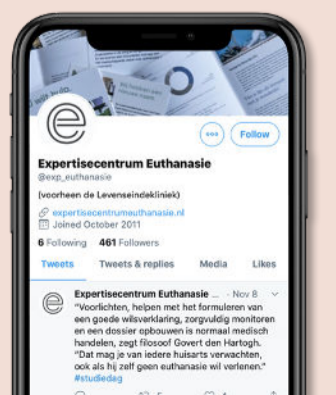 e
Follow
Expertisecentrum Euthanasie
@exp_euthanasie
(voorheen de Levenseindekliniek)
expertisecentrumeuthanasie.nl
Joined October 2011
6 Following 461 Followers
Tweets Tweets & replies Media Likes
Expertisecentrum Euthanasie ... · Nov 8
“Voorlichten, helpen met het formuleren van
een goede wilsverklaring, zorgvuldig monitoren
en een dossier opbouwen is normaal medisch
handelen, zegt filosoof Govert den Hartogh.
“Dat mag je van iedere huisarts verwachten,
ook als hij zelf geen euthanasie wil verlenen.”
#studiedag